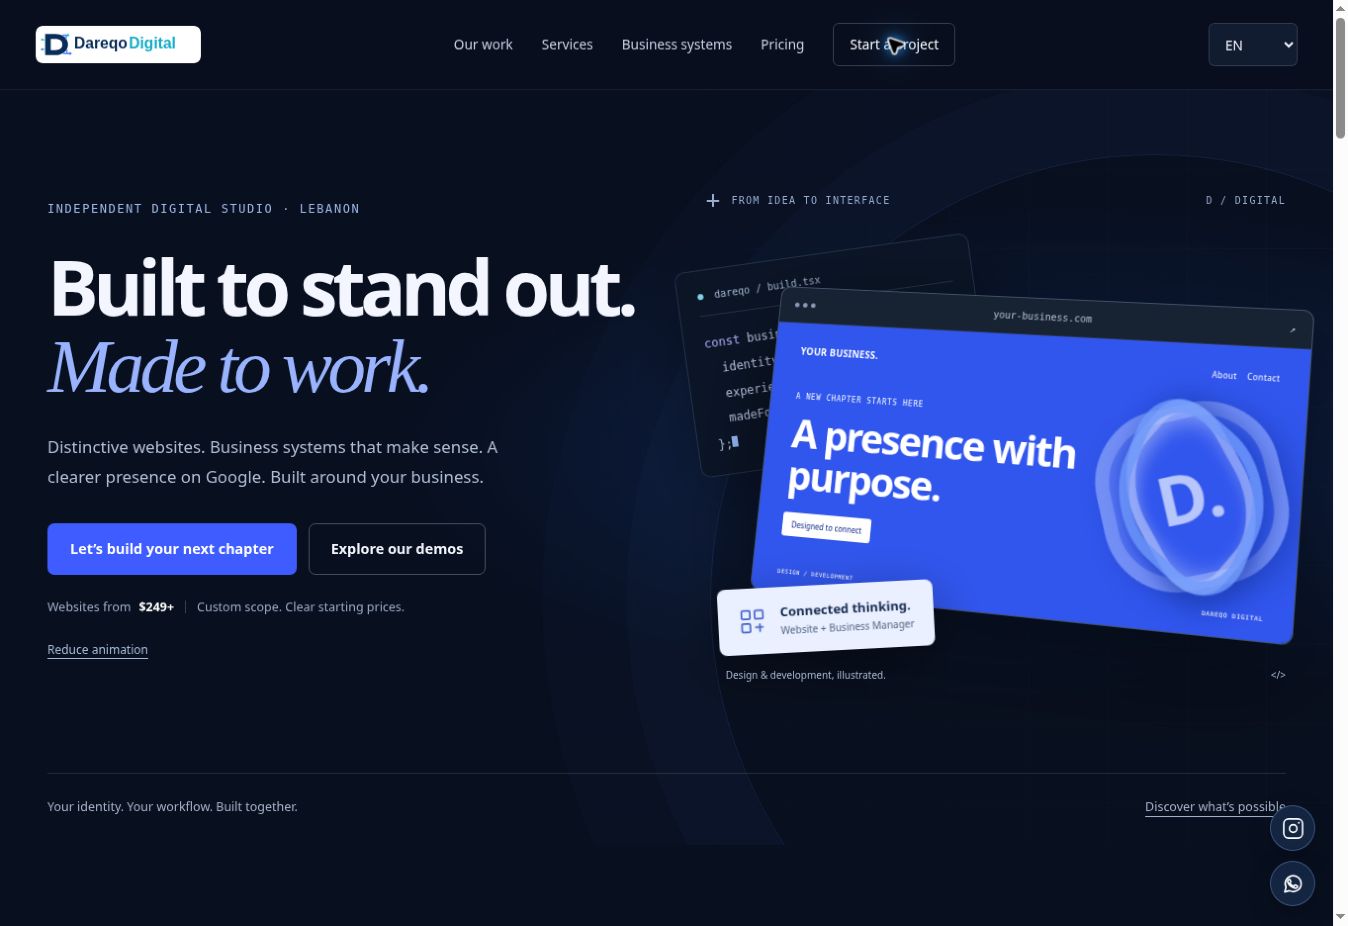 Dareqo Digital
Our work
Services
Business systems
Pricing
Start a project
EN
INDEPENDENT DIGITAL STUDIO · LEBANON
Built to stand out.
Made to work.
Distinctive websites. Business systems that make sense. A
clearer presence on Google. Built around your business.
Let’s build your next chapter
Explore our demos
Websites from $249+
Custom scope. Clear starting prices.
Reduce animation
FROM IDEA TO INTERFACE
D / DIGITAL
dareqo / build.tsx
const busin
identity
experie
madeFo
};
your-business.com
↗
YOUR BUSINESS.
About Contact
A NEW CHAPTER STARTS HERE
A presence with
purpose.
D.
Designed to connect
DESIGN / DEVELOPMENT
DAREQO DIGITAL
Connected thinking.
Website + Business Manager
Design & development, illustrated.
</>
Your identity. Your workflow. Built together.
Discover what’s possible